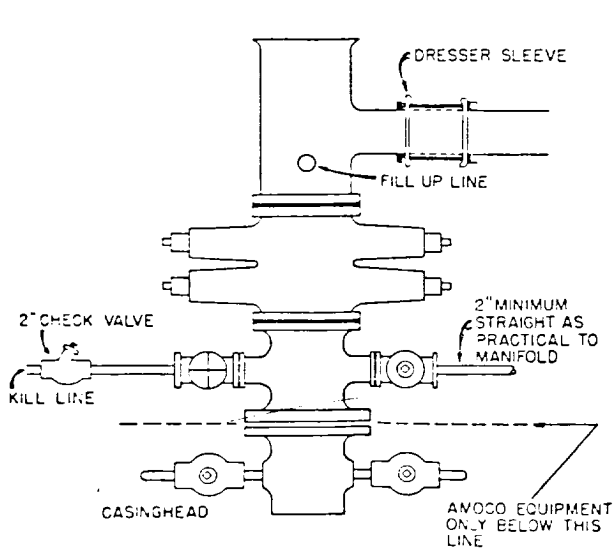 DRESSER SLEEVE
FILL UP LINE
2" MINIMUM
STRAIGHT AS
PRACTICAL TO
MANIFOLD
2" CHECK VALVE
KILL LINE
CASINGHEAD
AMOCO EQUIPMENT
ONLY BELOW THIS
LINE